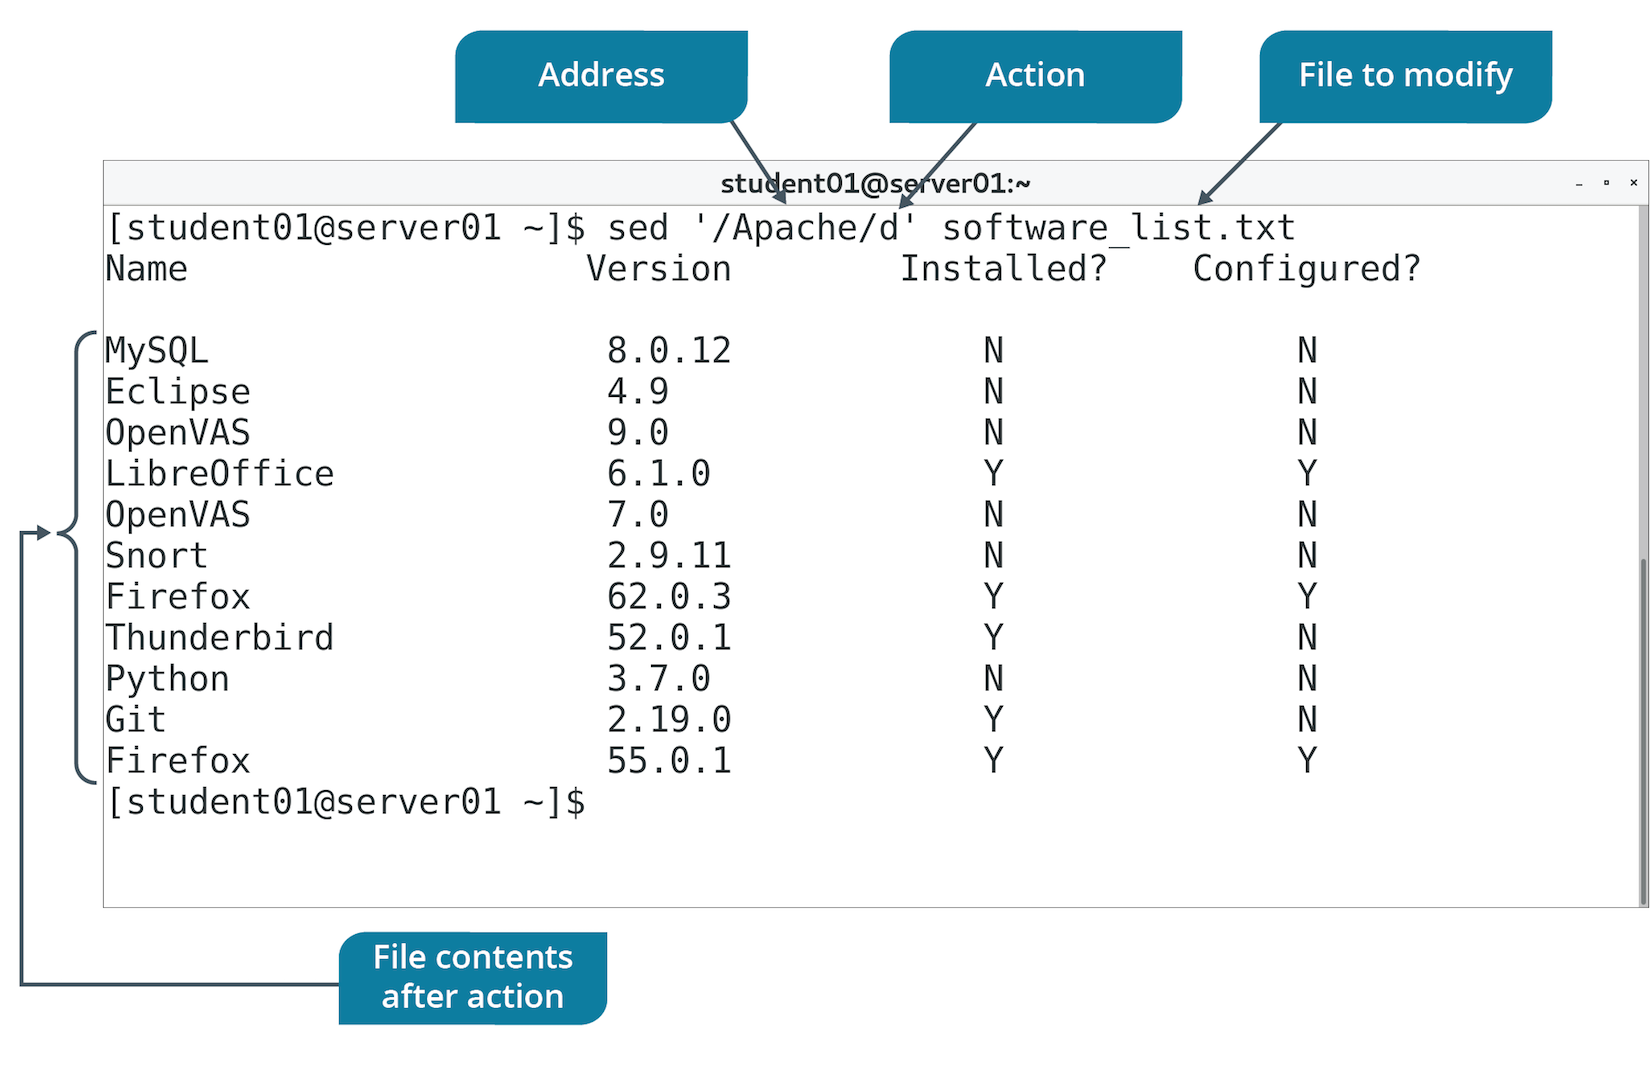 Address Action File to modify
student01@server01:~
[student01@server01 ~]$ sed '/Apache/d' software_list.txt
Name Version Installed? Configured?
MySQL 8.0.12 N N
Eclipse 4.9 N N
OpenVAS 9.0 N N
LibreOffice 6.1.0 Y Y
OpenVAS 7.0 N N
Snort 2.9.11 N N
Firefox 62.0.3 Y Y
Thunderbird 52.0.1 Y N
Python 3.7.0 N N
Git 2.19.0 Y N
Firefox 55.0.1 Y Y
[student01@server01 ~]$
File contents
after action